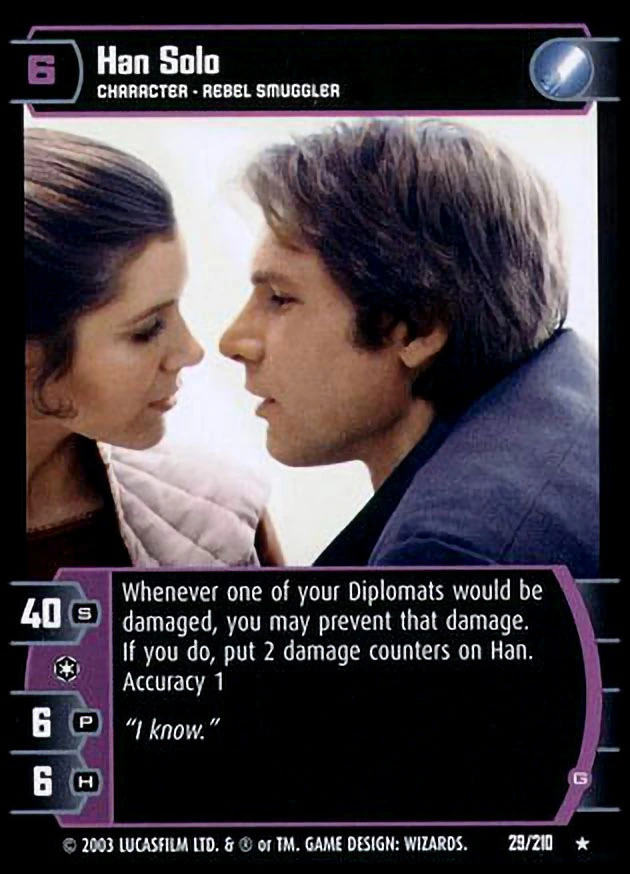 6
Han Solo
CHARACTER - REBEL SMUGGLER
40 S
Whenever one of your Diplomats would be
damaged, you may prevent that damage.
If you do, put 2 damage counters on Han.
Accuracy 1
6 P
"I know."
6 H
G
© 2003 LUCASFILM LTD. & ® or TM. GAME DESIGN: WIZARDS. 29/210 ★